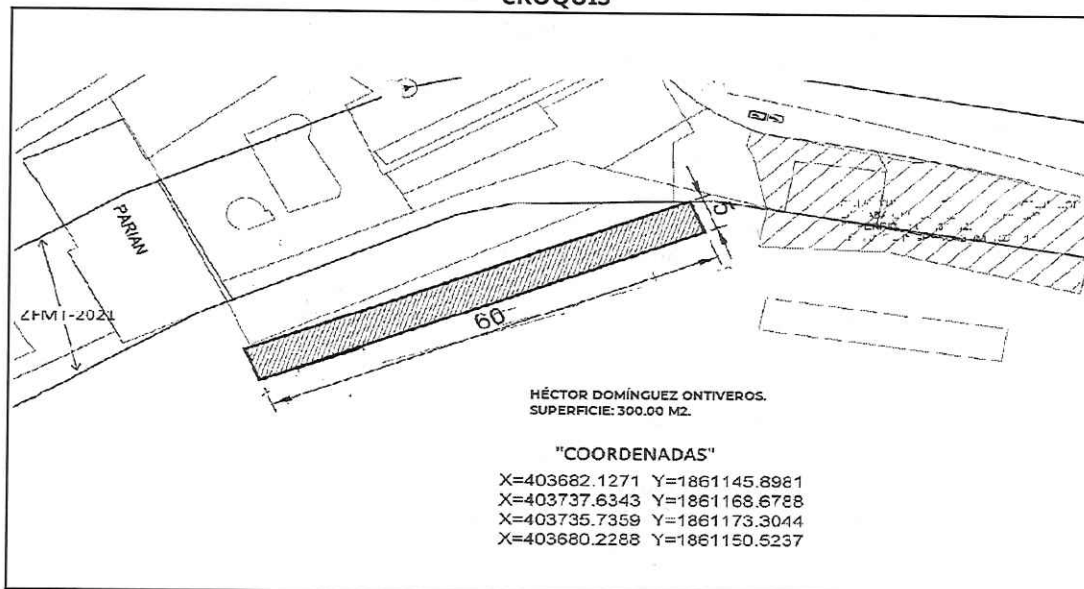 CROQUIS
PARIAN
ZFMT-2021
5
60
HÉCTOR DOMÍNGUEZ ONTIVEROS.
SUPERFICIE: 300.00 M2.
"COORDENADAS"
X=403682.1271 Y=1861145.8981
X=403737.6343 Y=1861168.6788
X=403735.7359 Y=1861173.3044
X=403680.2288 Y=1861150.5237